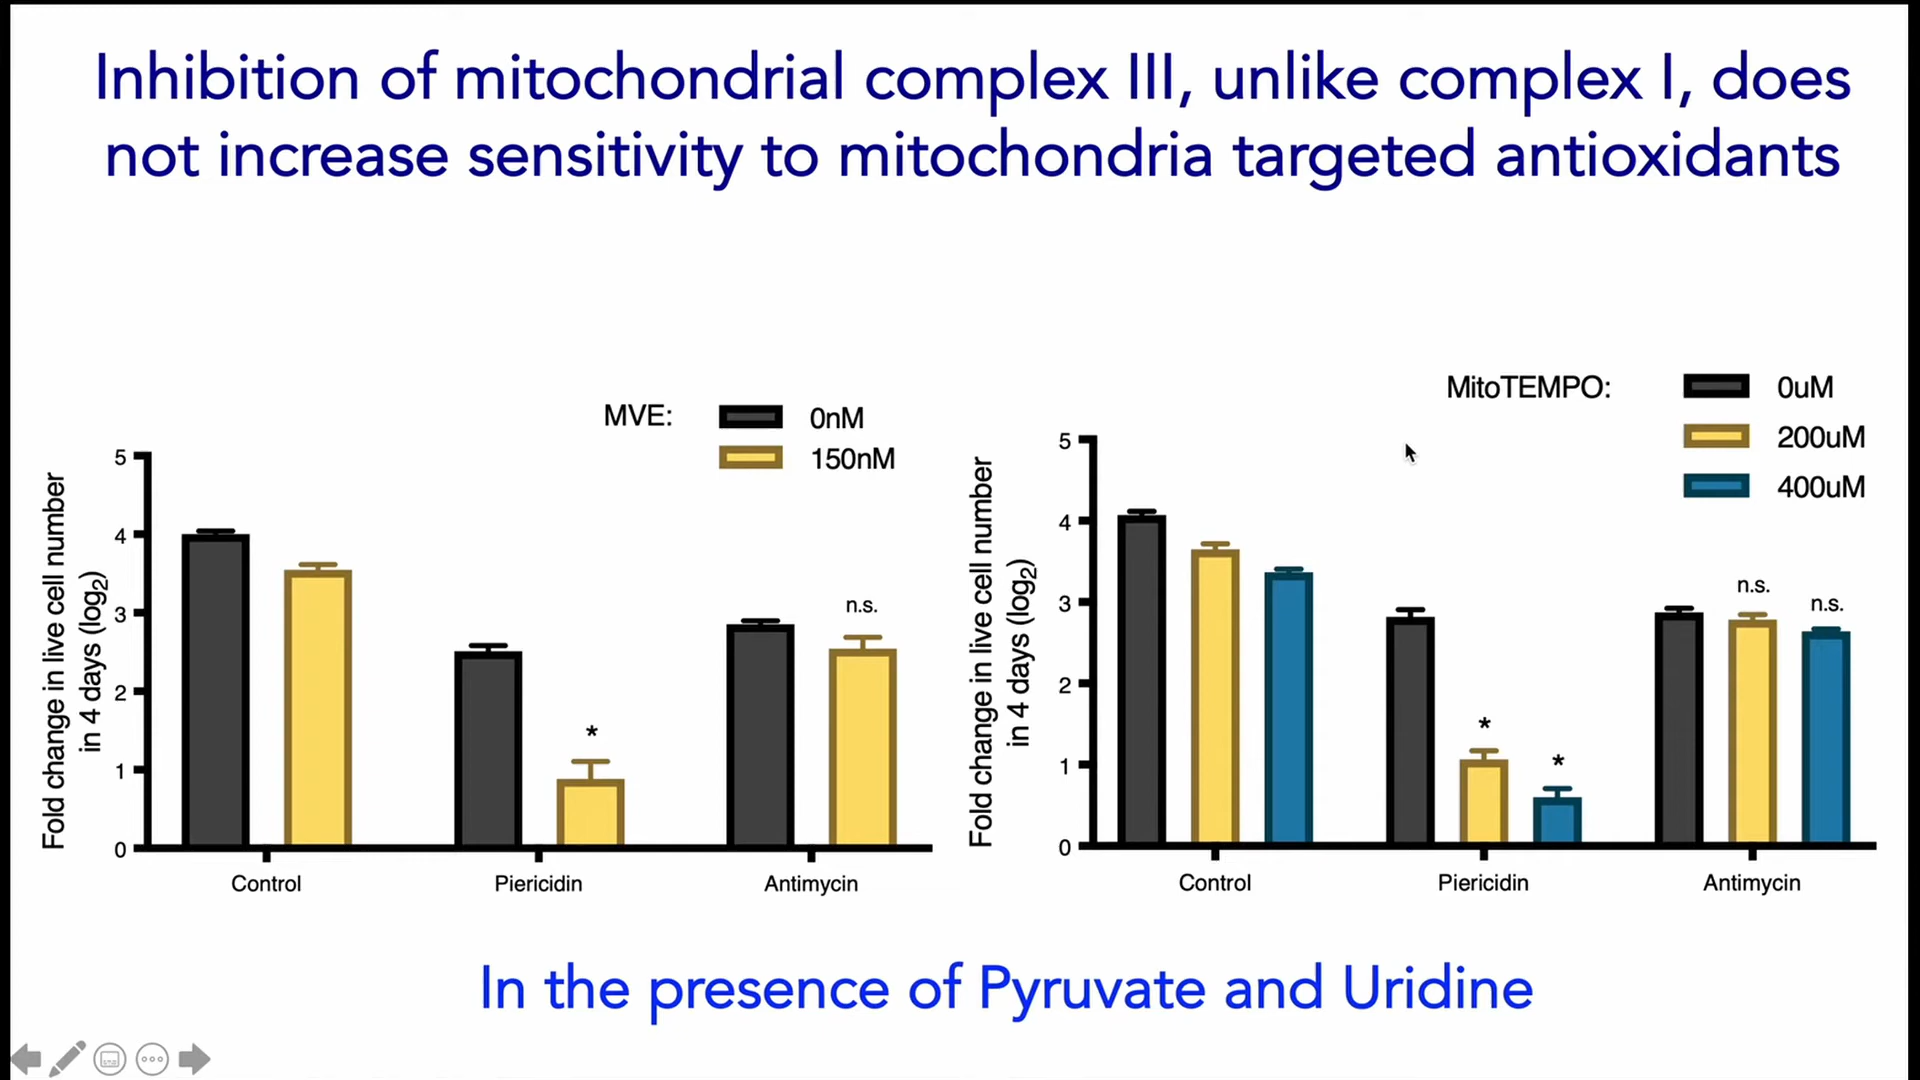 Inhibition of mitochondrial complex III, unlike complex I, does
not increase sensitivity to mitochondria targeted antioxidants
MVE:
0nM
150nM
Fold change in live cell number
in 4 days (log2)
5
4
3
2
1
0
*
n.s.
Control
Piericidin
Antimycin
MitoTEMPO:
0uM
200uM
400uM
Fold change in live cell number
in 4 days (log2)
5
4
3
2
1
0
*
*
n.s.
n.s.
Control
Piericidin
Antimycin
In the presence of Pyruvate and Uridine